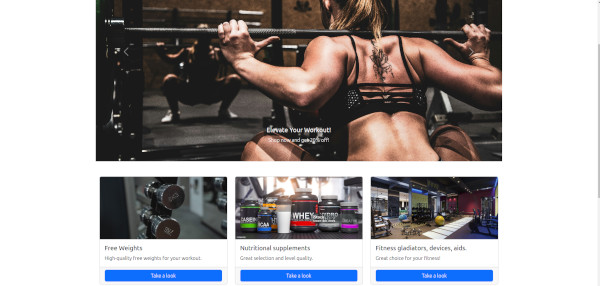 Elevate Your Workout!
Shop now and get 20% off!
Free Weights
High-quality free weights for your workout.
Take a look
WHEY
Nutritional supplements
Great selection and level quality.
Take a look
Fitness gladiators, devices, aids.
Great choice for your fitness!
Take a look